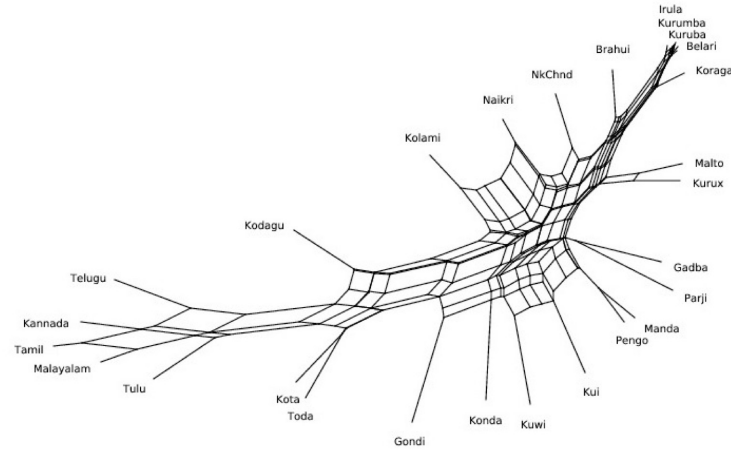 Irula
Kurumba
Kuruba
Belari
Brahui
Koraga
NkChnd
Naikri
Kolami
Malto
Kurux
Kodagu
Gadba
Telugu
Parji
Kannada
Manda
Pengo
Tamil
Malayalam
Tulu
Kui
Kota
Toda
Konda
Kuwi
Gondi